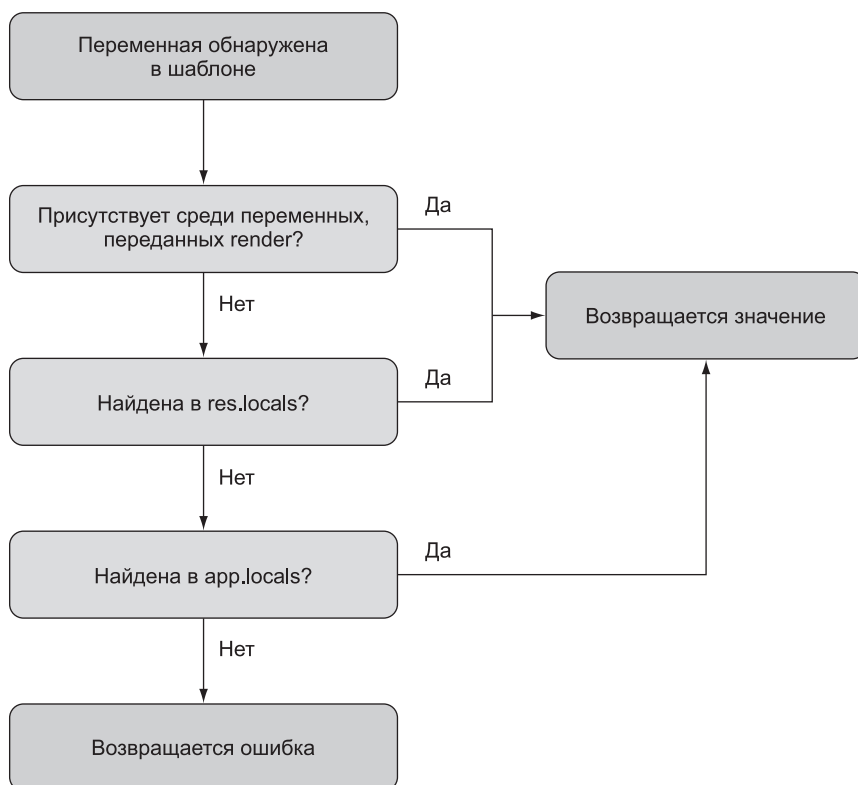 Переменная обнаружена
в шаблоне
Присутствует среди переменных,
переданных render?
Да
Нет
Возвращается значение
Найдена в res.locals?
Да
Нет
Найдена в app.locals?
Да
Нет
Возвращается ошибка